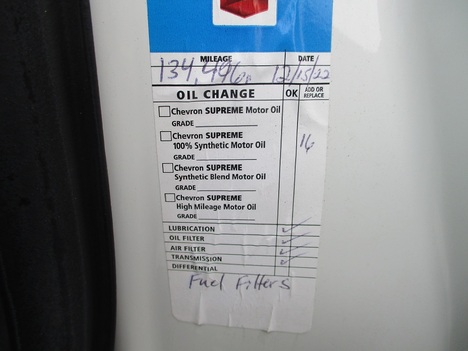 MILEAGE DATE
134,496 12/15/22
OIL CHANGE OK ADD OR REPLACE
Chevron SUPREME Motor Oil
GRADE
Chevron SUPREME
100% Synthetic Motor Oil 16
GRADE
Chevron SUPREME
Synthetic Blend Motor Oil
GRADE
Chevron SUPREME
High Mileage Motor Oil
GRADE
LUBRICATION ✓
OIL FILTER ✓
AIR FILTER ✓
TRANSMISSION ✓
DIFFERENTIAL
Fuel Filters